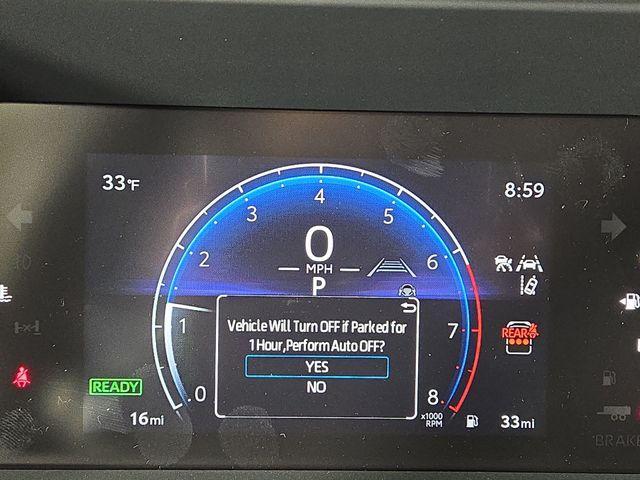 33°F
8:59
0 1 2 3 4 5 6 7 8
0
MPH
P
Vehicle Will Turn OFF if Parked for
1 Hour,Perform Auto OFF?
YES
NO
REAR
READY
x1000
RPM
16mi
33mi
BRAKE